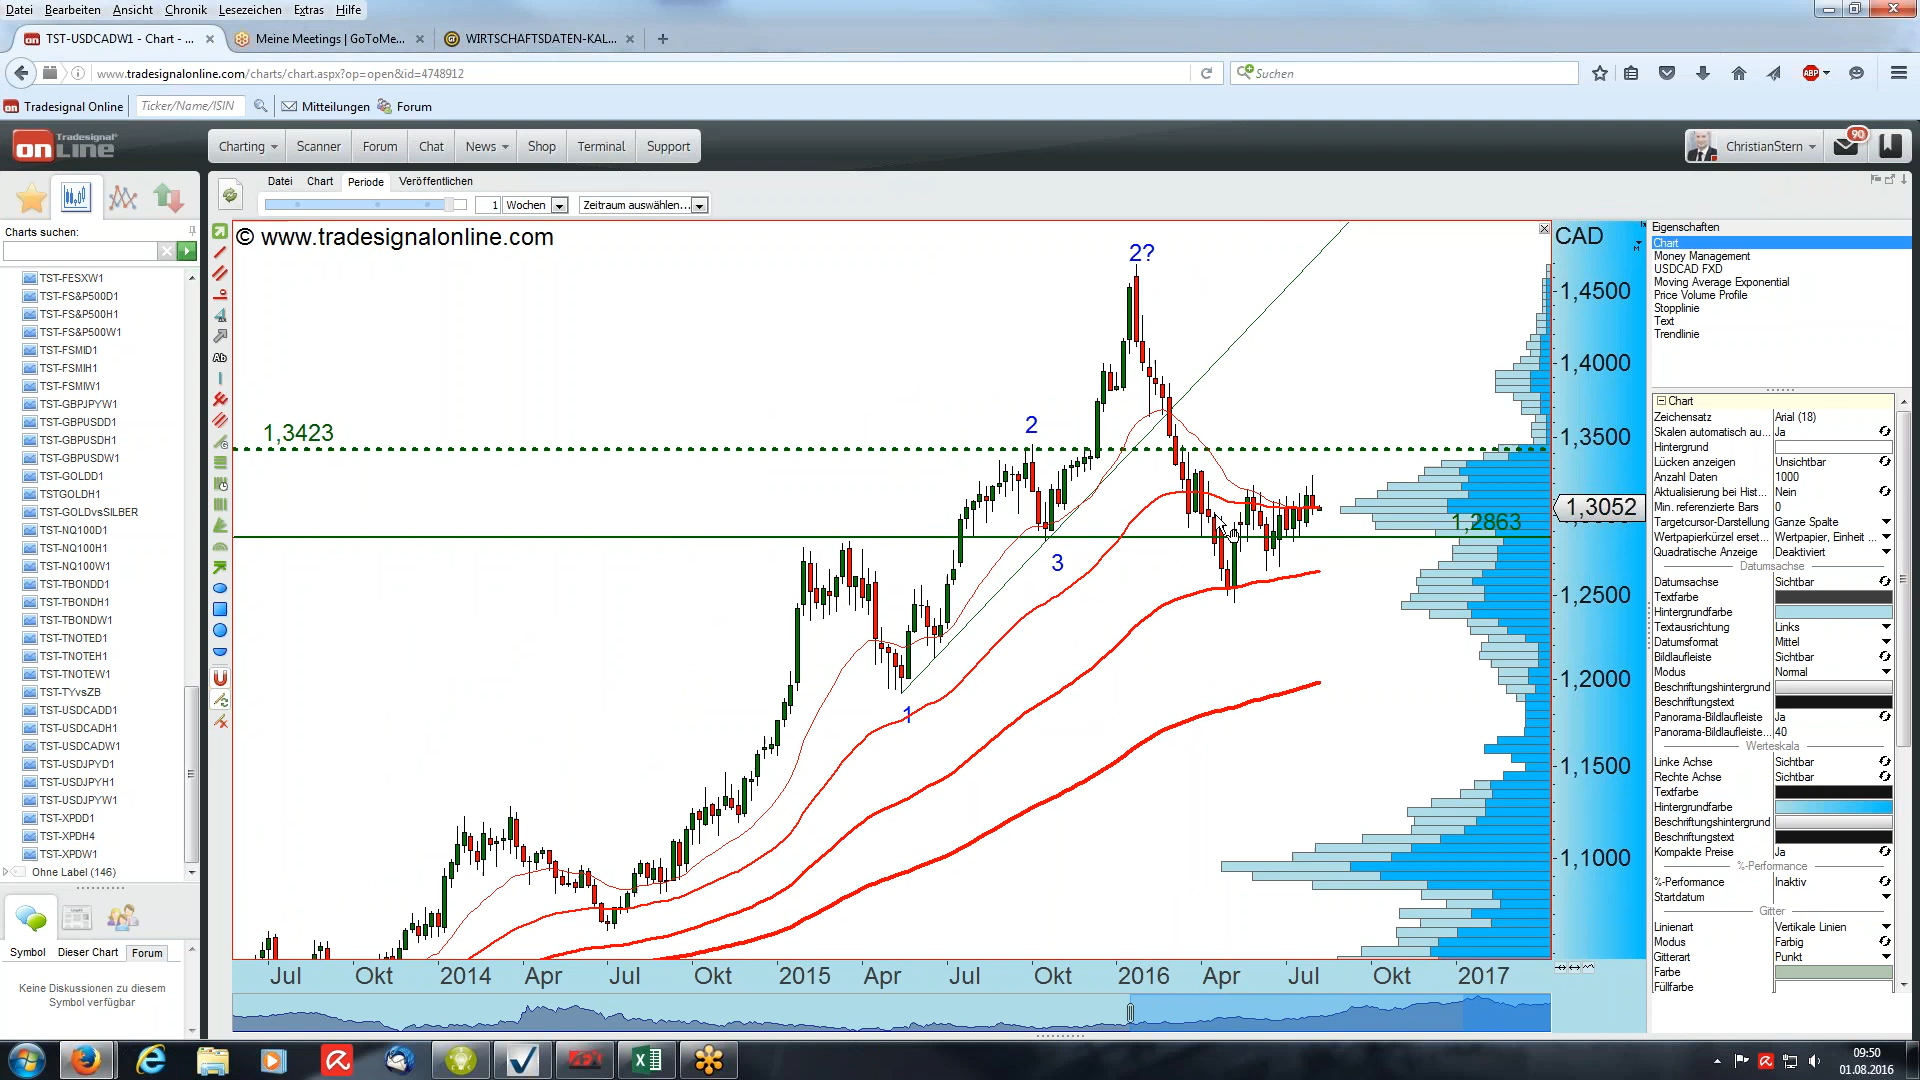 Datei Bearbeiten Ansicht Chronik Lesezeichen Extras Hilfe
TST-USDCADW1 - Chart - ... Meine Meetings | GoToMe... WIRTSCHAFTSDATEN-KAL...
www.tradesignalonline.com/charts/chart.aspx?op=open&id=4748912 Suchen ABP
on Tradesignal Online Ticker/Name/ISIN Mitteilungen Forum
Tradesignal®
onLine
Charting Scanner Forum Chat News Shop Terminal Support ChristianStern 90
Datei Chart Periode Veröffentlichen
1 Wochen Zeitraum auswählen...
Charts suchen:
TST-FESXW1
TST-FS&P500D1
TST-FS&P500H1
TST-FS&P500W1
TST-FSMID1
TST-FSMIH1
TST-FSMIW1
TST-GBPJPYW1
TST-GBPUSDD1
TST-GBPUSDH1
TST-GBPUSDW1
TST-GOLDD1
TSTGOLDH1
TST-GOLDvsSILBER
TST-NQ100D1
TST-NQ100H1
TST-NQ100W1
TST-TBONDD1
TST-TBONDH1
TST-TBONDW1
TST-TNOTED1
TST-TNOTEH1
TST-TNOTEW1
TST-TYvsZB
TST-USDCADD1
TST-USDCADH1
TST-USDCADW1
TST-USDJPYD1
TST-USDJPYH1
TST-USDJPYW1
TST-XPDD1
TST-XPDH4
TST-XPDW1
Ohne Label (146)
Symbol Dieser Chart Forum
Keine Diskussionen zu diesem
Symbol verfügbar
Ab
© www.tradesignalonline.com
2?
1,3423
2
3
1
1,2863
CAD
1,4500
1,4000
1,3500
1,3052
1,2500
1,2000
1,1500
1,1000
Jul Okt 2014 Apr Jul Okt 2015 Apr Jul Okt 2016 Apr Jul Okt 2017
Eigenschaften
Chart
Money Management
USDCAD FXD
Moving Average Exponential
Price Volume Profile
Stopplinie
Text
Trendlinie
Chart
Zeichensatz Arial (18)
Skalen automatisch au... Ja
Hintergrund
Lücken anzeigen Unsichtbar
Anzahl Daten 1000
Aktualisierung bei Hist... Nein
Min. referenzierte Bars 0
Targetcursor-Darstellung Ganze Spalte
Wertpapierkürzel erset... Wertpapier, Einheit ...
Quadratische Anzeige Deaktiviert
Datumsachse
Datumsachse Sichtbar
Textfarbe
Hintergrundfarbe
Textausrichtung Links
Datumsformat Mittel
Bildlaufleiste Sichtbar
Modus Normal
Beschriftungshintergrund
Beschriftungstext
Panorama-Bildlaufleiste Ja
Panorama-Bildlaufleiste... 40
Werteskala
Linke Achse Sichtbar
Rechte Achse Sichtbar
Textfarbe
Hintergrundfarbe
Beschriftungshintergrund
Beschriftungstext
Kompakte Preise Ja
%-Performance
%-Performance Inaktiv
Startdatum
Gitter
Linienart Vertikale Linien
Modus Farbig
Gitterart Punkt
Farbe
Füllfarbe
09:50
01.08.2016